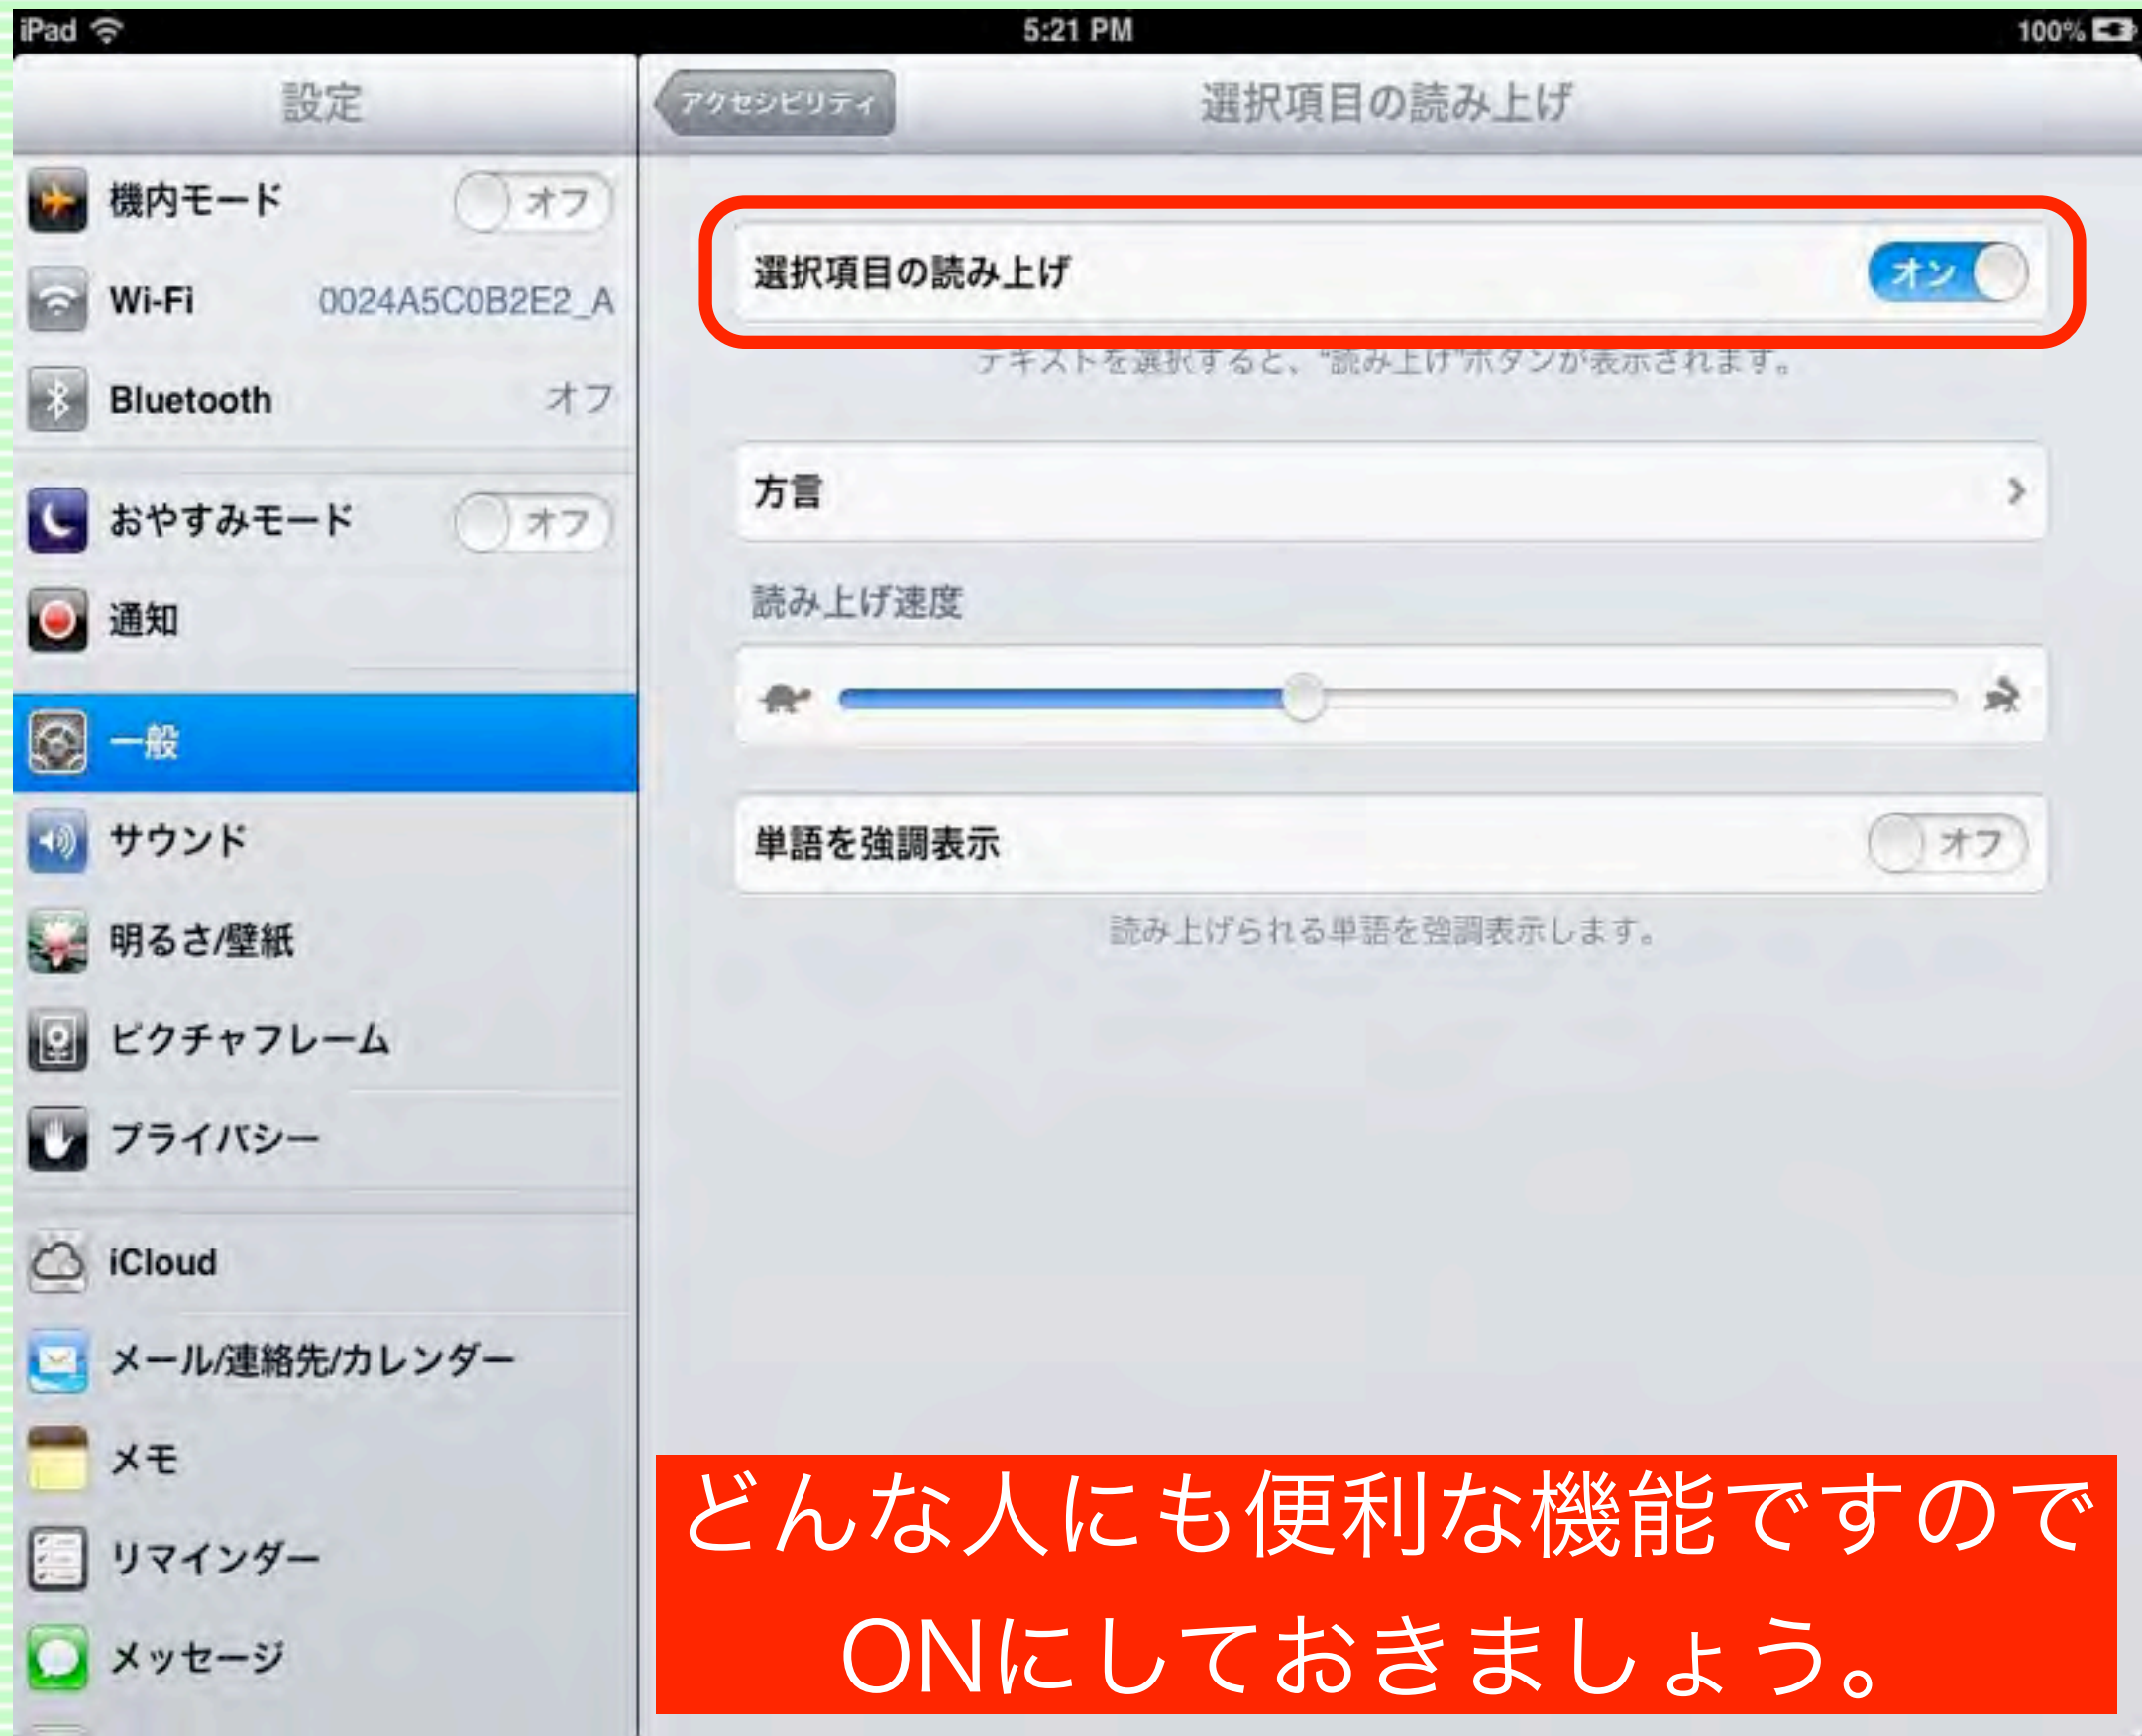 iPad 5:21 PM 100%
設定
機内モード オフ
Wi-Fi 0024A5C0B2E2_A
Bluetooth オフ
おやすみモード オフ
通知
一般
サウンド
明るさ/壁紙
ピクチャフレーム
プライバシー
iCloud
メール/連絡先/カレンダー
メモ
リマインダー
メッセージ
アクセシビリティ 選択項目の読み上げ
選択項目の読み上げ オン
テキストを選択すると、“読み上げ”ボタンが表示されます。
方言
読み上げ速度
単語を強調表示 オフ
読み上げられる単語を強調表示します。
どんな人にも便利な機能ですので
ONにしておきましょう。